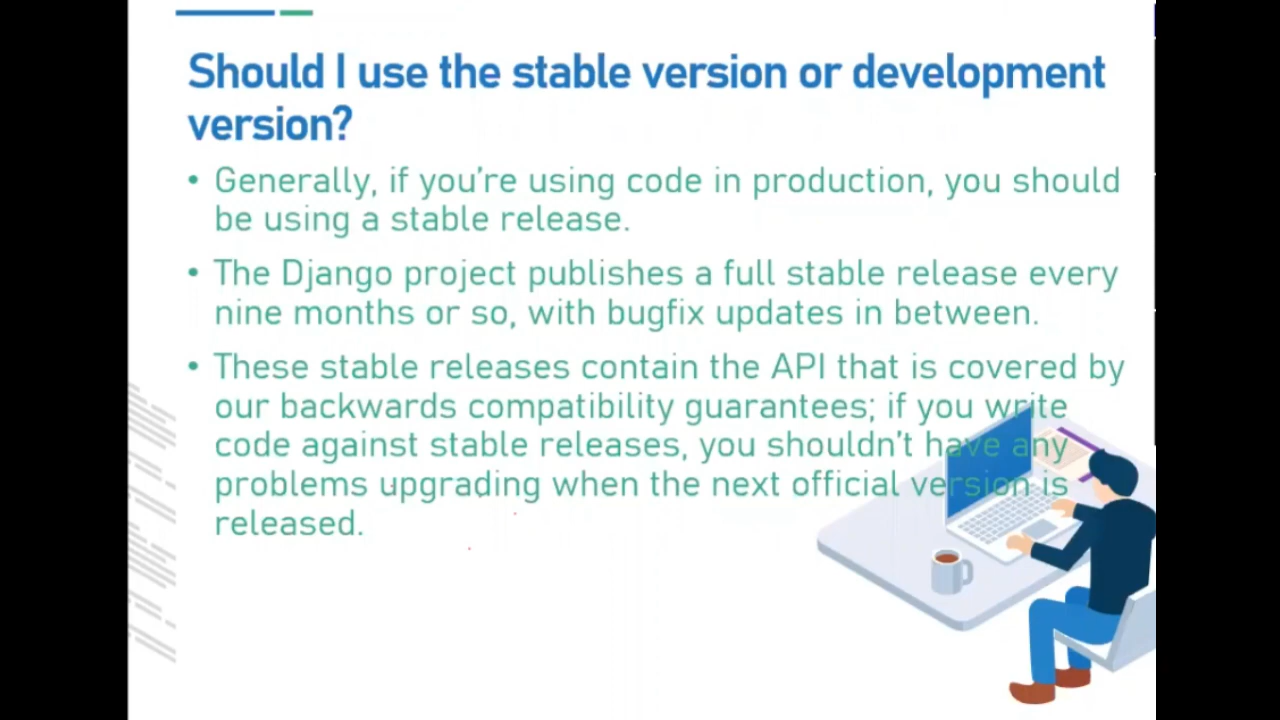 Should I use the stable version or development
version?
• Generally, if you're using code in production, you should
be using a stable release.
• The Django project publishes a full stable release every
nine months or so, with bugfix updates in between.
• These stable releases contain the API that is covered by
our backwards compatibility guarantees; if you write
code against stable releases, you shouldn't have any
problems upgrading when the next official version is
released.